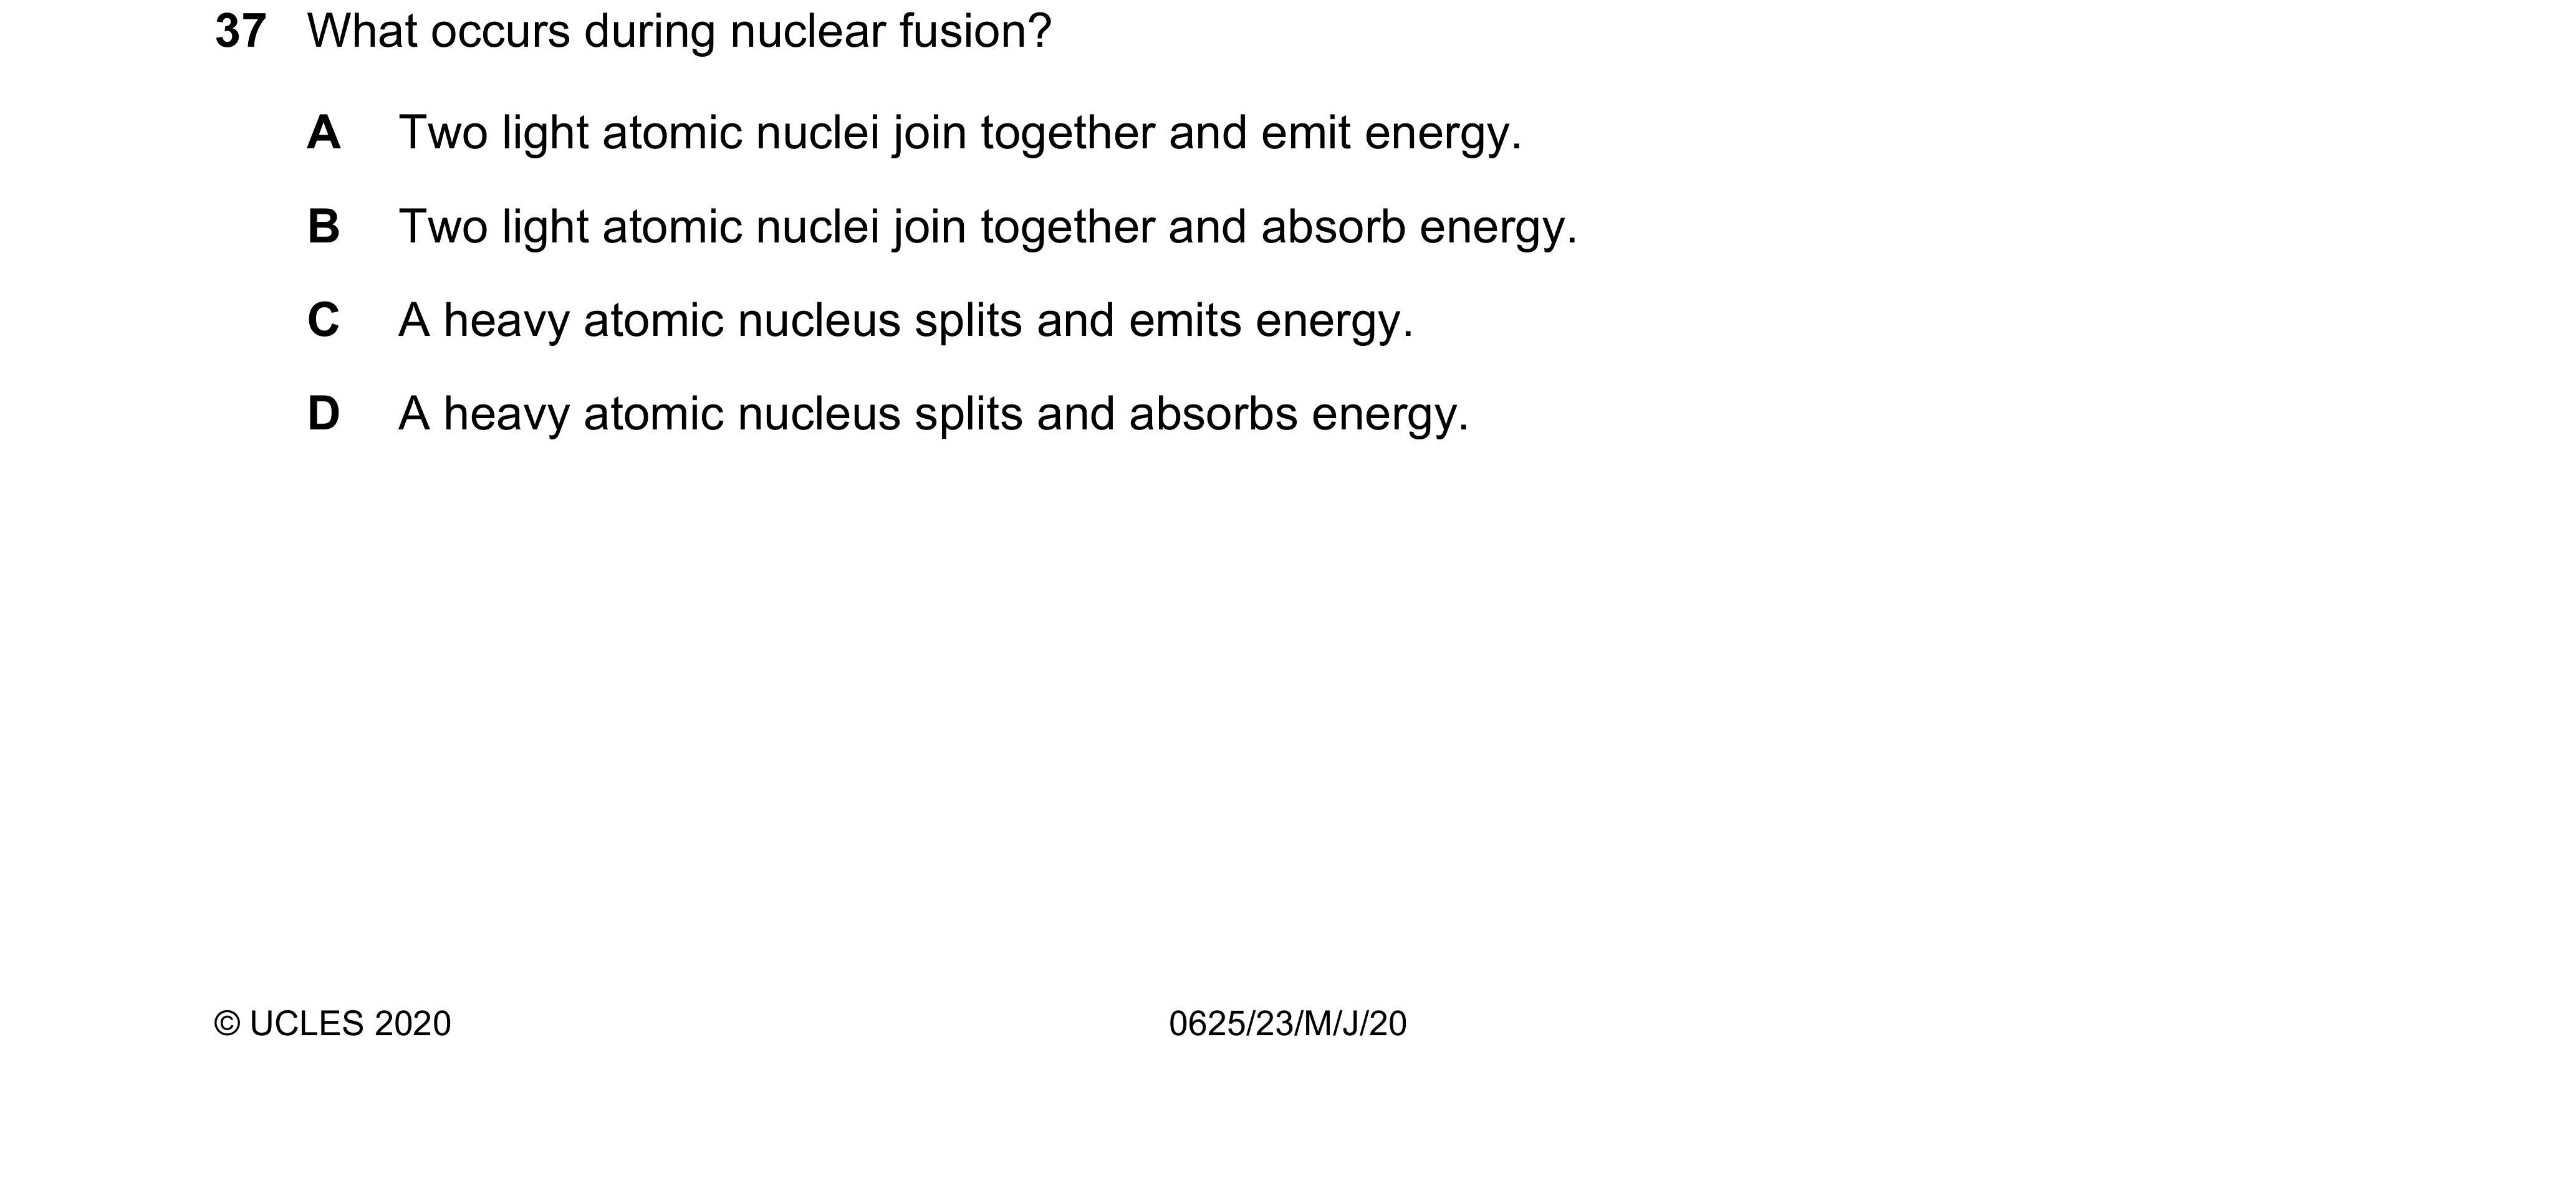 37 What occurs during nuclear fusion?
A Two light atomic nuclei join together and emit energy.
B Two light atomic nuclei join together and absorb energy.
C A heavy atomic nucleus splits and emits energy.
D A heavy atomic nucleus splits and absorbs energy.
© UCLES 2020 0625/23/M/J/20